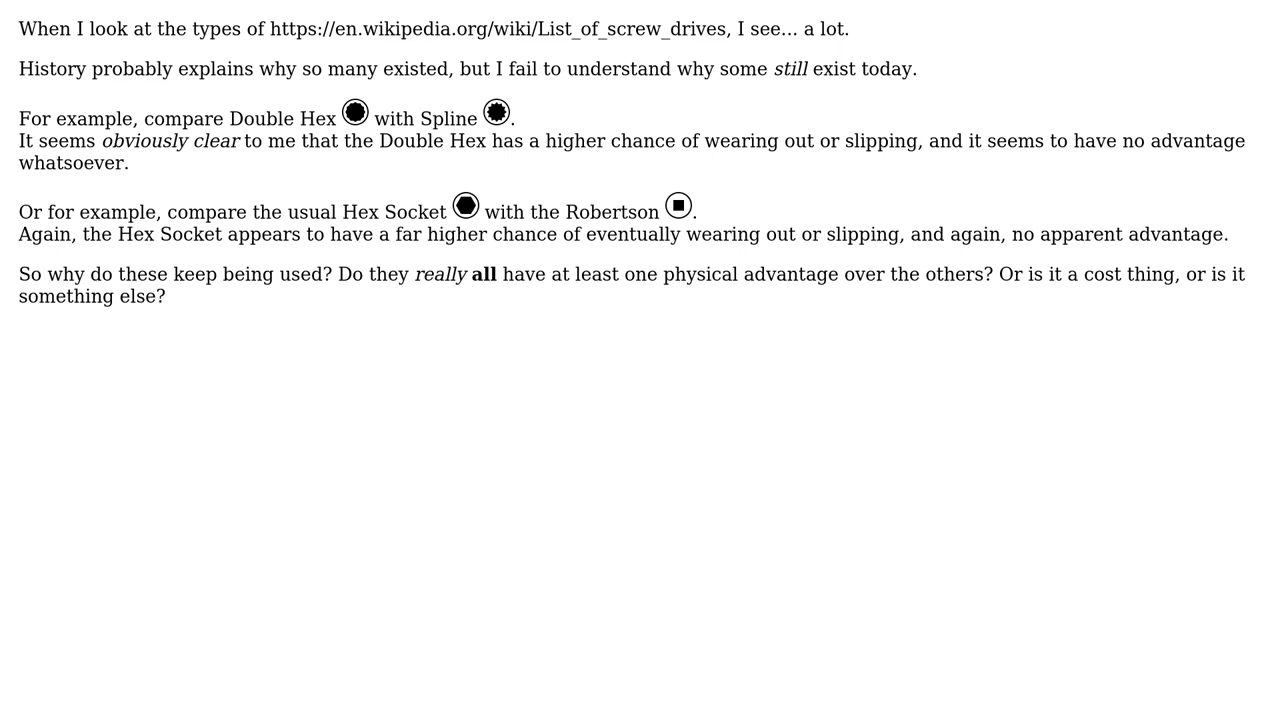 When I look at the types of https://en.wikipedia.org/wiki/List_of_screw_drives, I see... a lot.
History probably explains why so many existed, but I fail to understand why some still exist today.
For example, compare Double Hex with Spline .
It seems obviously clear to me that the Double Hex has a higher chance of wearing out or slipping, and it seems to have no advantage
whatsoever.
Or for example, compare the usual Hex Socket with the Robertson .
Again, the Hex Socket appears to have a far higher chance of eventually wearing out or slipping, and again, no apparent advantage.
So why do these keep being used? Do they really all have at least one physical advantage over the others? Or is it a cost thing, or is it
something else?